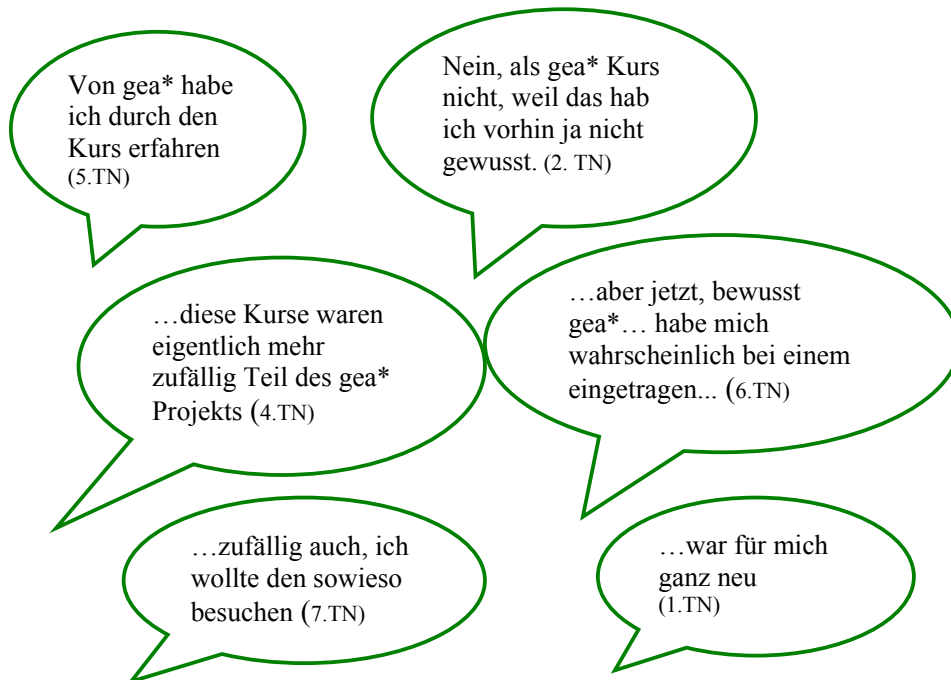 Von gea* habe
ich durch den
Kurs erfahren
(5.TN)
Nein, als gea* Kurs
nicht, weil das hab
ich vorhin ja nicht
gewusst. (2. TN)
…diese Kurse waren
eigentlich mehr
zufällig Teil des gea*
Projekts (4.TN)
…aber jetzt, bewusst
gea*… habe mich
wahrscheinlich bei einem
eingetragen... (6.TN)
…zufällig auch, ich
wollte den sowieso
besuchen (7.TN)
…war für mich
ganz neu
(1.TN)